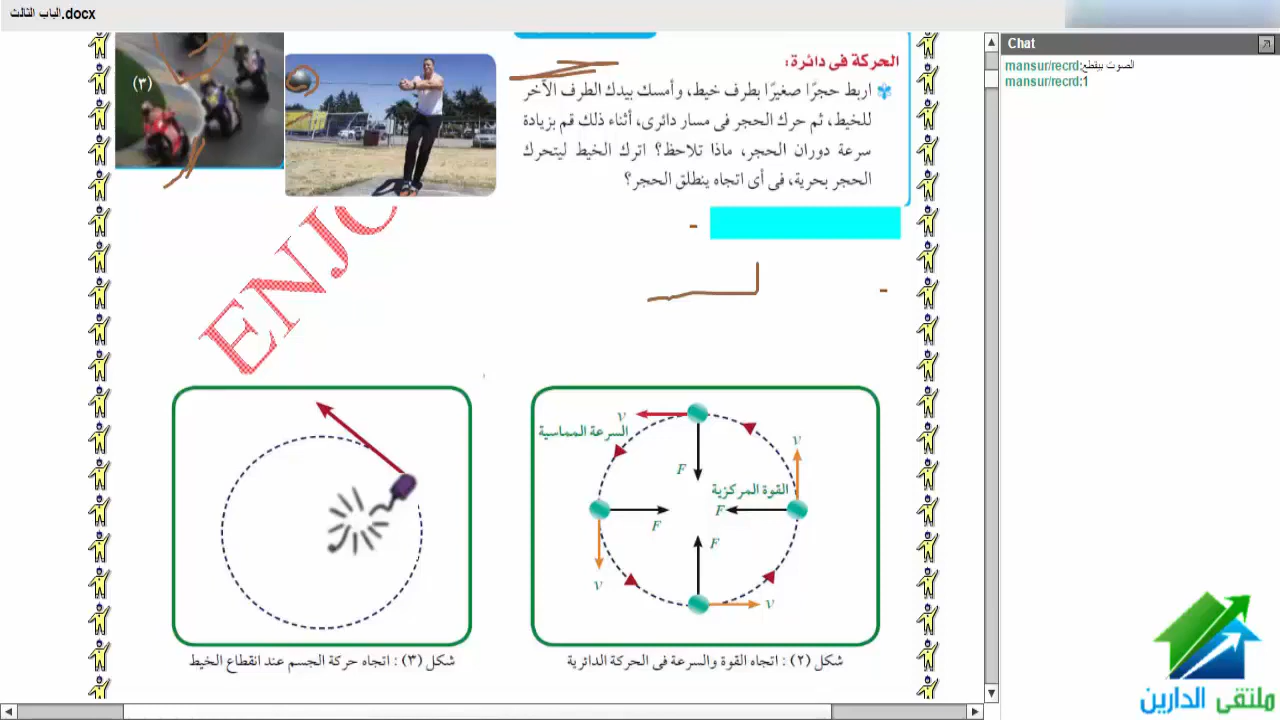 الباب الثالث.docx
Chat
mansur/recrd:الصوت بيقطع
mansur/recrd:1
(٣)
الحركة فى دائرة:
اربط حجرًا صغيرًا بطرف خيط، وأمسك بيدك الطرف الآخر
للخيط، ثم حرك الحجر فى مسار دائرى، أثناء ذلك قم بزيادة
سرعة دوران الحجر، ماذا تلاحظ؟ اترك الخيط ليتحرك
الحجر بحرية، فى أى اتجاه ينطلق الحجر؟
ENJO
v
السرعة المماسية
F
v
القوة المركزية
F
F
F
v
v
شكل (٢) : اتجاه القوة والسرعة فى الحركة الدائرية
شكل (٣) : اتجاه حركة الجسم عند انقطاع الخيط
ملتقى الدارين